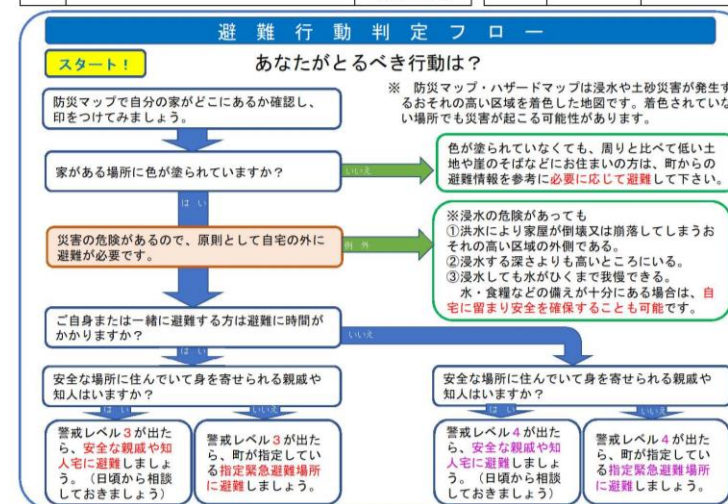 避難行動判定フロー
スタート！
あなたがとるべき行動は？
※ 防災マップ・ハザードマップは浸水や土砂災害が発生す
るおそれの高い区域を着色した地図です。着色されていな
い場所でも災害が起こる可能性があります。
防災マップで自分の家がどこにあるか確認し、
印をつけてみましょう。
家がある場所に色が塗られていますか？
いいえ
色が塗られていなくても、周りと比べて低い土
地や崖のそばなどにお住まいの方は、町からの
避難情報を参考に必要に応じて避難して下さい。
はい
災害の危険があるので、原則として自宅の外に
避難が必要です。
例外
※浸水の危険があっても
①洪水により家屋が倒壊又は崩落してしまうお
それの高い区域の外側である。
②浸水する深さよりも高いところにいる。
③浸水しても水がひくまで我慢できる。
水・食糧などの備えが十分にある場合は、自
宅に留まり安全を確保することも可能です。
ご自身または一緒に避難する方は避難に時間が
かかりますか？
いいえ
はい
安全な場所に住んでいて身を寄せられる親戚や
知人はいますか？
安全な場所に住んでいて身を寄せられる親戚や
知人はいますか？
はい
いいえ
はい
いいえ
警戒レベル３が出た
ら、安全な親戚や知
人宅に避難しましょ
う。（日頃から相談
しておきましょう）
警戒レベル３が出た
ら、町が指定してい
る指定緊急避難場所
に避難しましょう。
警戒レベル４が出た
ら、安全な親戚や知
人宅に避難しましょ
う。（日頃から相談
しておきましょう）
警戒レベル４が出た
ら、町が指定してい
る指定緊急避難場所
に避難しましょう。